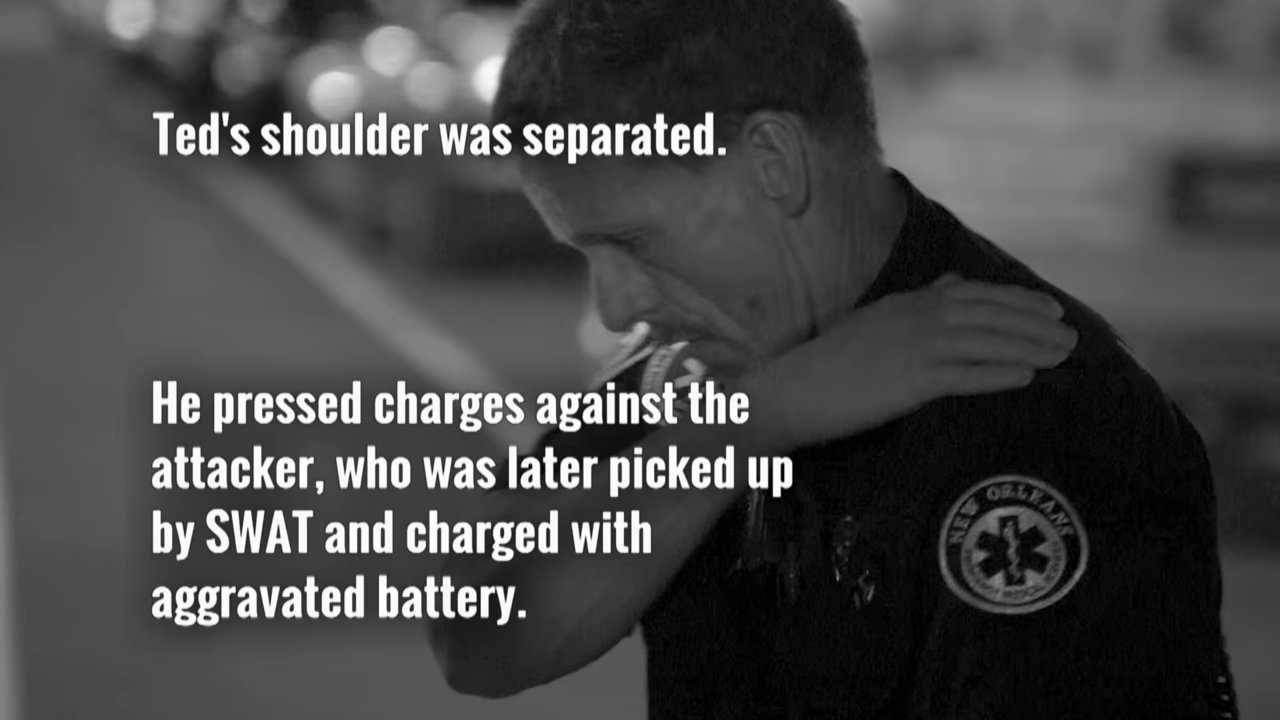 Ted's shoulder was separated.
He pressed charges against the
attacker, who was later picked up
by SWAT and charged with
aggravated battery.
NEW ORLEANS